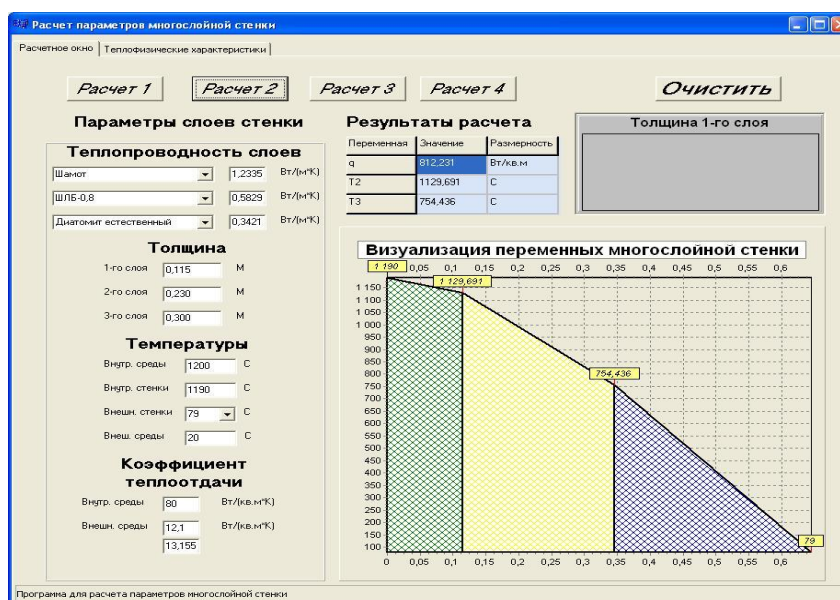 Расчет параметров многослойной стенки
Расчетное окно Теплофизические характеристики
Расчет 1 Расчет 2 Расчет 3 Расчет 4 Очистить
Параметры слоев стенки
Теплопроводность слоев
Шамот 1,2335 Вт/(м*К)
ШЛБ-0,8 0,5829 Вт/(м*К)
Диатомит естественный 0,3421 Вт/(м*К)
Толщина
1-го слоя 0,115 М
2-го слоя 0,230 М
3-го слоя 0,300 М
Температуры
Внутр. среды 1200 С
Внутр. стенки 1190 С
Внешн. стенки 79 С
Внеш. среды 20 С
Коэффициент
теплоотдачи
Внутр. среды 80 Вт/(кв.м*К)
Внешн. среды 12,1 Вт/(кв.м*К)
13,155
Результаты расчета
Переменная Значение Размерность
q 812,231 Вт/кв.м
T2 1129,691 С
T3 754,436 С
Толщина 1-го слоя
Визуализация переменных многослойной стенки
1 190 0,05 0,1 0,15 0,2 0,25 0,3 0,35 0,4 0,45 0,5 0,55 0,6
1 129,691
754,436
79
1 150
1 100
1 050
1 000
950
900
850
800
750
700
650
600
550
500
450
400
350
300
250
200
150
100
0 0,05 0,1 0,15 0,2 0,25 0,3 0,35 0,4 0,45 0,5 0,55 0,6
Программа для расчета параметров многослойной стенки